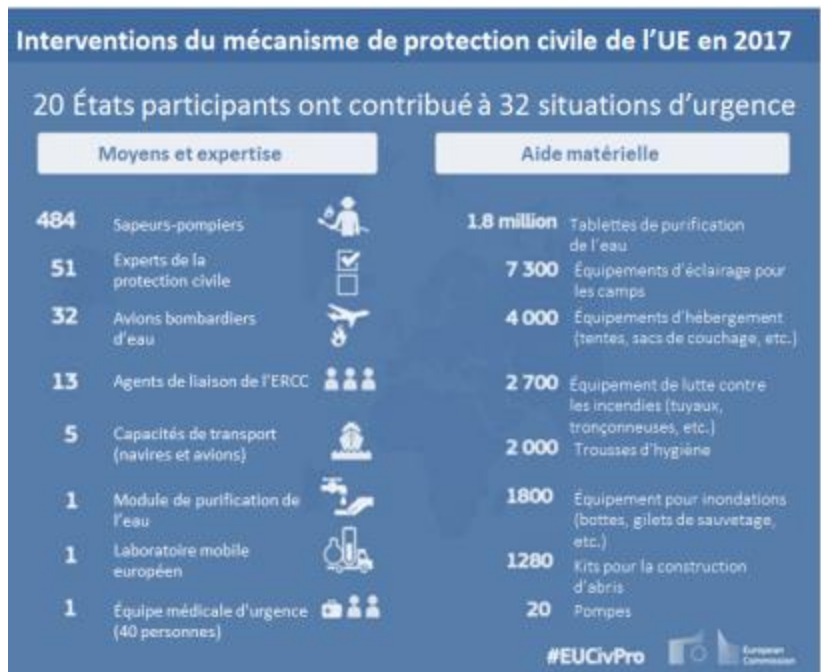 Interventions du mécanisme de protection civile de l'UE en 2017
20 États participants ont contribué à 32 situations d'urgence
Moyens et expertise
484 Sapeurs-pompiers
51 Experts de la
protection civile
32 Avions bombardiers
d'eau
13 Agents de liaison de l'ERCC
5 Capacités de transport
(navires et avions)
1 Module de purification de
l'eau
1 Laboratoire mobile
européen
1 Équipe médicale d'urgence
(40 personnes)
Aide matérielle
1.8 million Tablettes de purification
de l'eau
7 300 Équipements d'éclairage pour
les camps
4 000 Équipements d'hébergement
(tentes, sacs de couchage, etc.)
2 700 Équipement de lutte contre
les incendies (tuyaux,
tronçonneuses, etc.)
2 000 Trousses d'hygiène
1800 Équipement pour inondations
(bottes, gilets de sauvetage,
etc.)
1280 Kits pour la construction
d'abris
20 Pompes
#EUCivPro
European
Commission